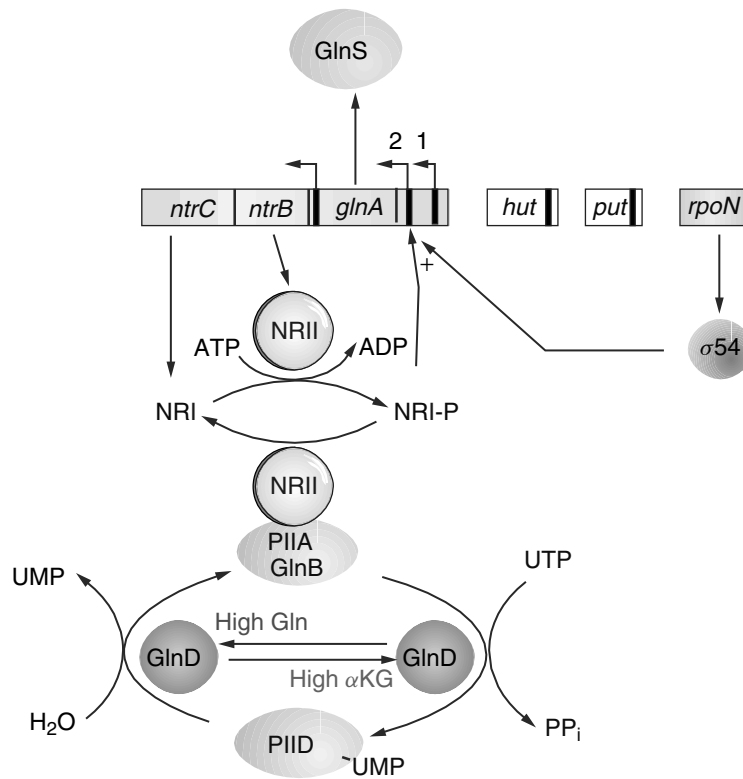 GlnS
2 1
ntrC ntrB glnA hut put rpoN
+
NRII
σ54
ATP ADP
NRI NRI-P
NRII
PIIA
GlnB
UMP UTP
High Gln
GlnD GlnD
High αKG
H₂O PPᵢ
PIID
UMP